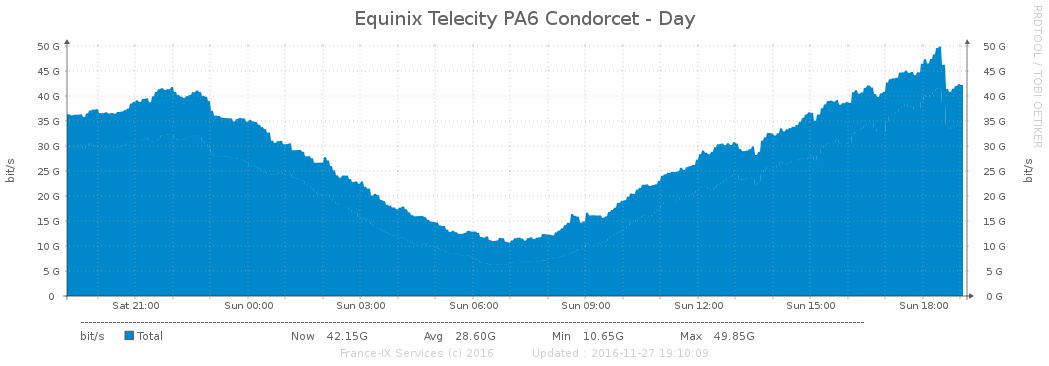 Equinix Telecity PA6 Condorcet - Day
RRDTOOL / TOBI OETIKER
bit/s
bit/s
50 G 50 G
45 G 45 G
40 G 40 G
35 G 35 G
30 G 30 G
25 G 25 G
20 G 20 G
15 G 15 G
10 G 10 G
5 G 5 G
0 0 G
Sat 21:00 Sun 00:00 Sun 03:00 Sun 06:00 Sun 09:00 Sun 12:00 Sun 15:00 Sun 18:00
bit/s Total Now 42.15G Avg 28.60G Min 10.65G Max 49.85G
France-IX Services (c) 2016 Updated : 2016-11-27 19:10:09